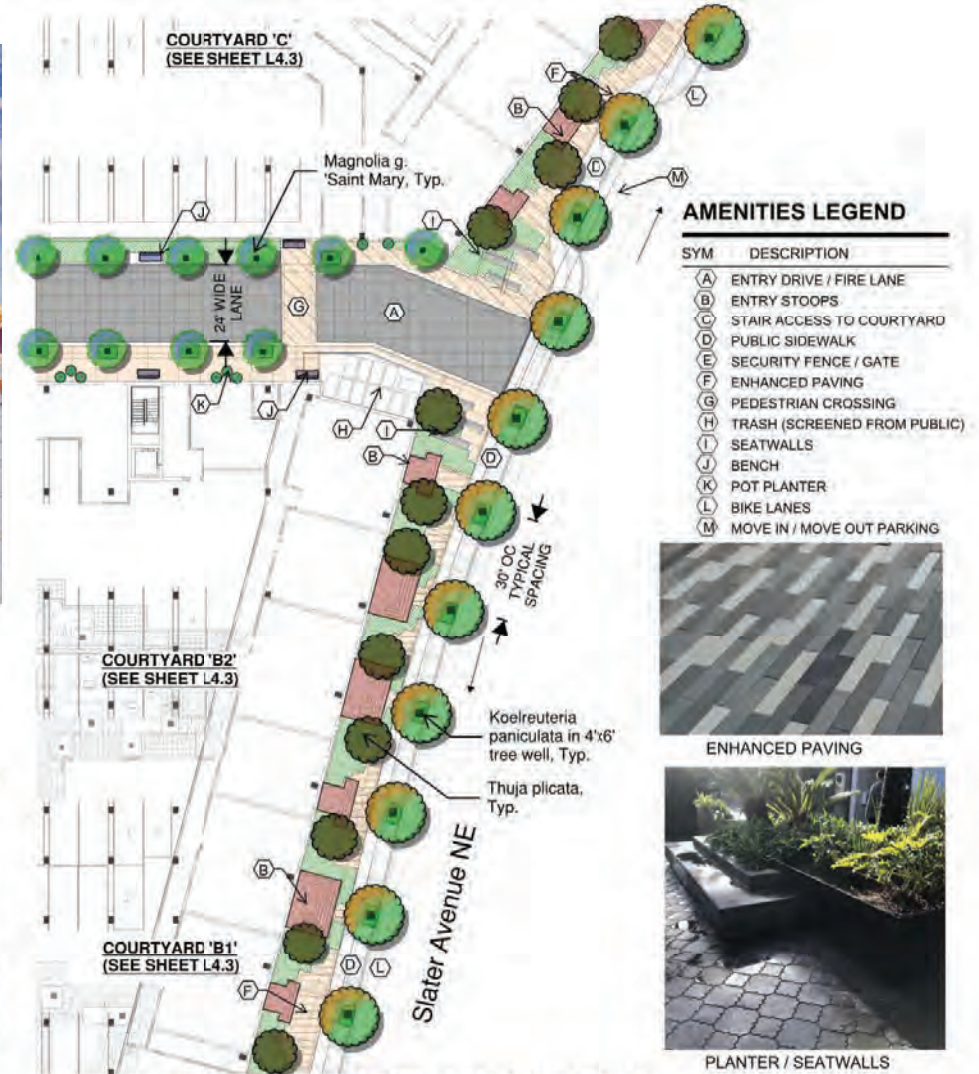 COURTYARD 'C'
(SEE SHEET L4.3)
F
L
B
D
Magnolia g.
'Saint Mary, Typ.
M
J
I
24' WIDE
LANE
G
A
K
J
H
I
B
D
30' OC
TYPICAL
SPACING
COURTYARD 'B2'
(SEE SHEET L4.3)
Koelreuteria
paniculata in 4'x6'
tree well, Typ.
Thuja plicata,
Typ.
B
Slater Avenue NE
COURTYARD 'B1'
(SEE SHEET L4.3)
D
L
F
AMENITIES LEGEND
SYM DESCRIPTION
A ENTRY DRIVE / FIRE LANE
B ENTRY STOOPS
C STAIR ACCESS TO COURTYARD
D PUBLIC SIDEWALK
E SECURITY FENCE / GATE
F ENHANCED PAVING
G PEDESTRIAN CROSSING
H TRASH (SCREENED FROM PUBLIC)
I SEATWALLS
J BENCH
K POT PLANTER
L BIKE LANES
M MOVE IN / MOVE OUT PARKING
ENHANCED PAVING
PLANTER / SEATWALLS